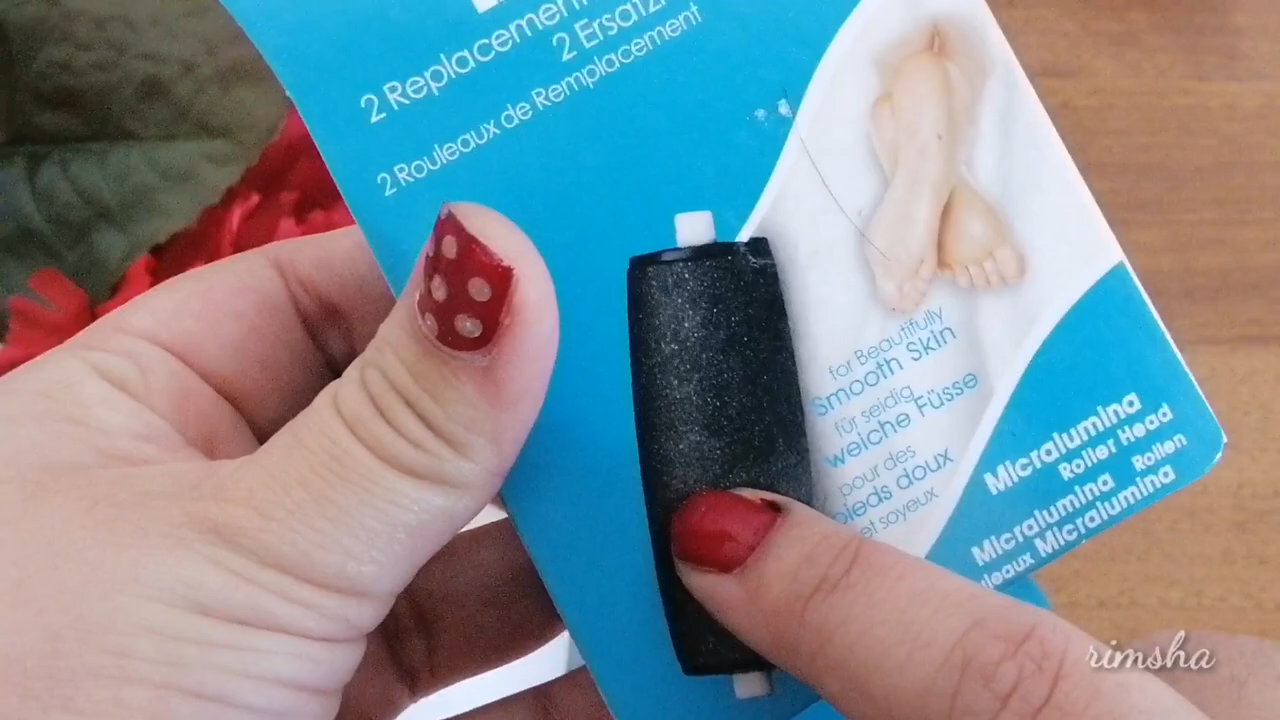 2 Replacement
2 Ersatz
2 Rouleaux de Remplacement
for Beautifully
Smooth Skin
für seidig
weiche Füsse
pour des
pieds doux
et soyeux
Micralumina
Roller Head
Micralumina Rollen
Micralumina
rimsha